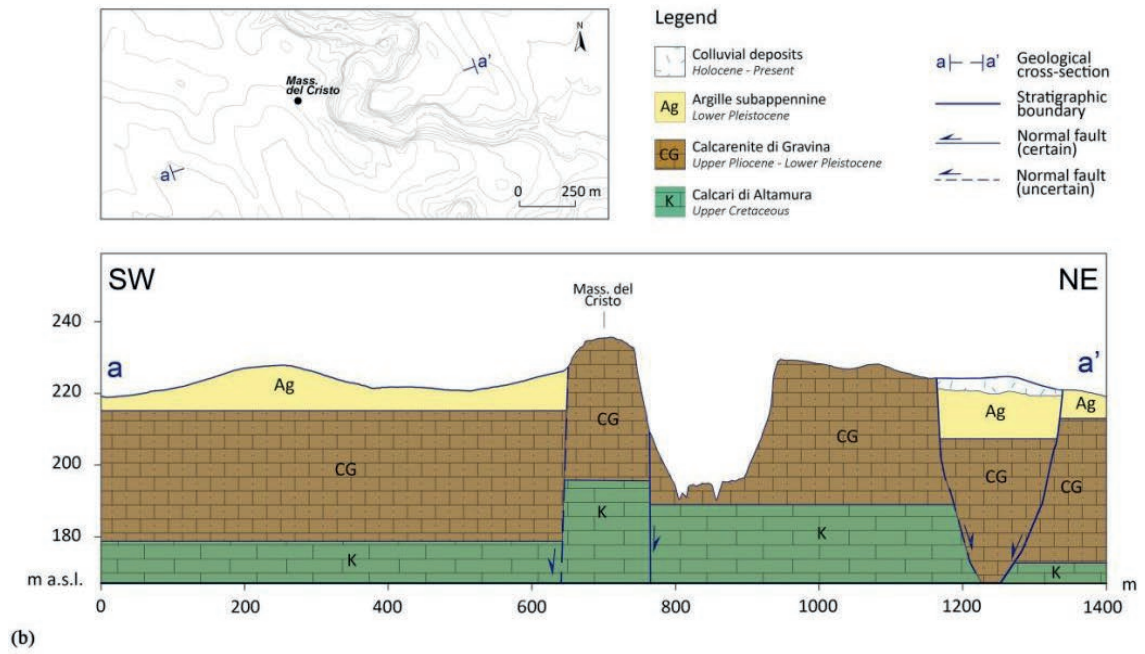 N
a'
Mass.
del Cristo
a
0 250 m
Legend
Colluvial deposits
Holocene - Present
Ag
Argille subappennine
Lower Pleistocene
CG
Calcarenite di Gravina
Upper Pliocene - Lower Pleistocene
K
Calcari di Altamura
Upper Cretaceous
a a'
Geological
cross-section
Stratigraphic
boundary
Normal fault
(certain)
Normal fault
(uncertain)
SW
NE
Mass. del
Cristo
240
a
a'
220
Ag
Ag
Ag
CG
200
CG
CG
CG
CG
180
K
K
K
K
m a.s.l.
m
0 200 400 600 800 1000 1200 1400
(b)